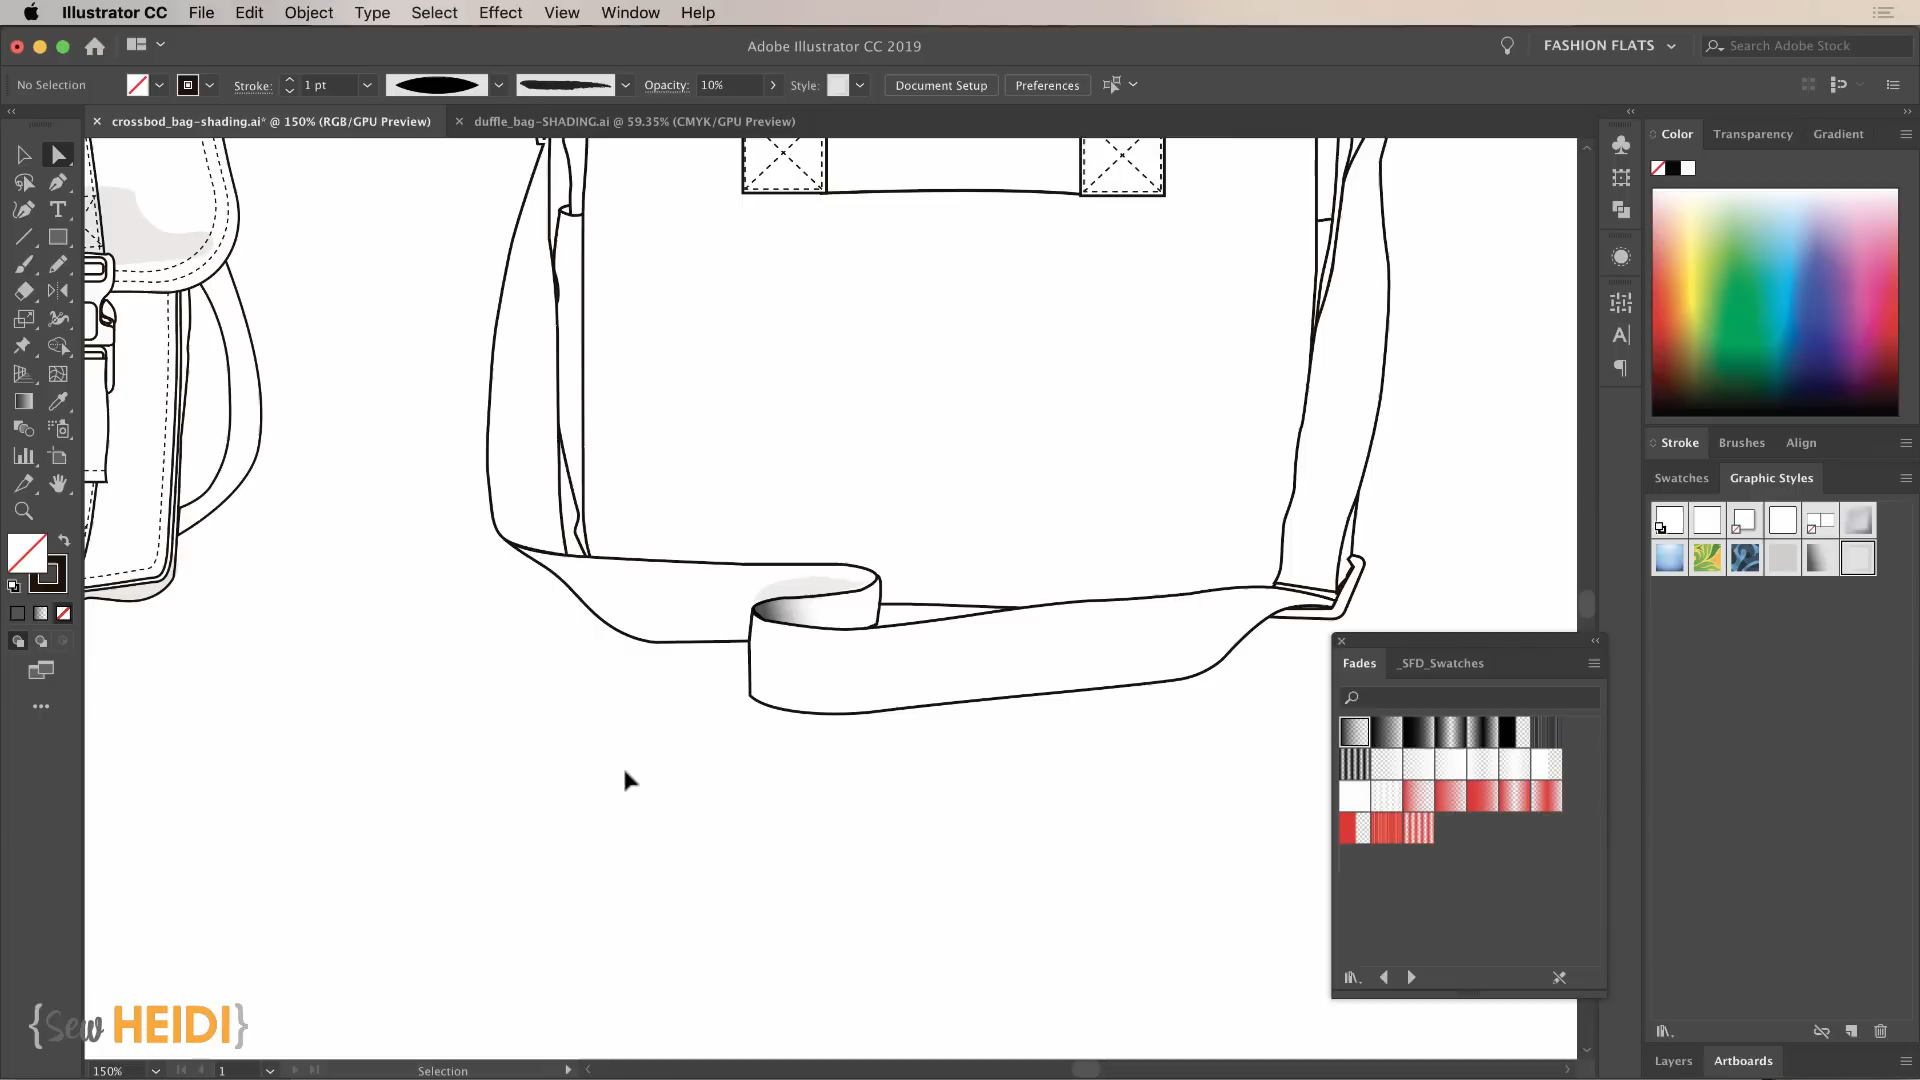 Illustrator CC File Edit Object Type Select Effect View Window Help
Adobe Illustrator CC 2019
FASHION FLATS
Search Adobe Stock
No Selection
Stroke: 1 pt
Opacity: 10%
Style:
Document Setup
Preferences
crossbod_bag-shading.ai* @ 150% (RGB/GPU Preview)
duffle_bag-SHADING.ai @ 59.35% (CMYK/GPU Preview)
Color Transparency Gradient
Stroke Brushes Align
Swatches Graphic Styles
Fades _SFD_Swatches
{Sew HEIDI}
150%
1
Selection
Layers Artboards